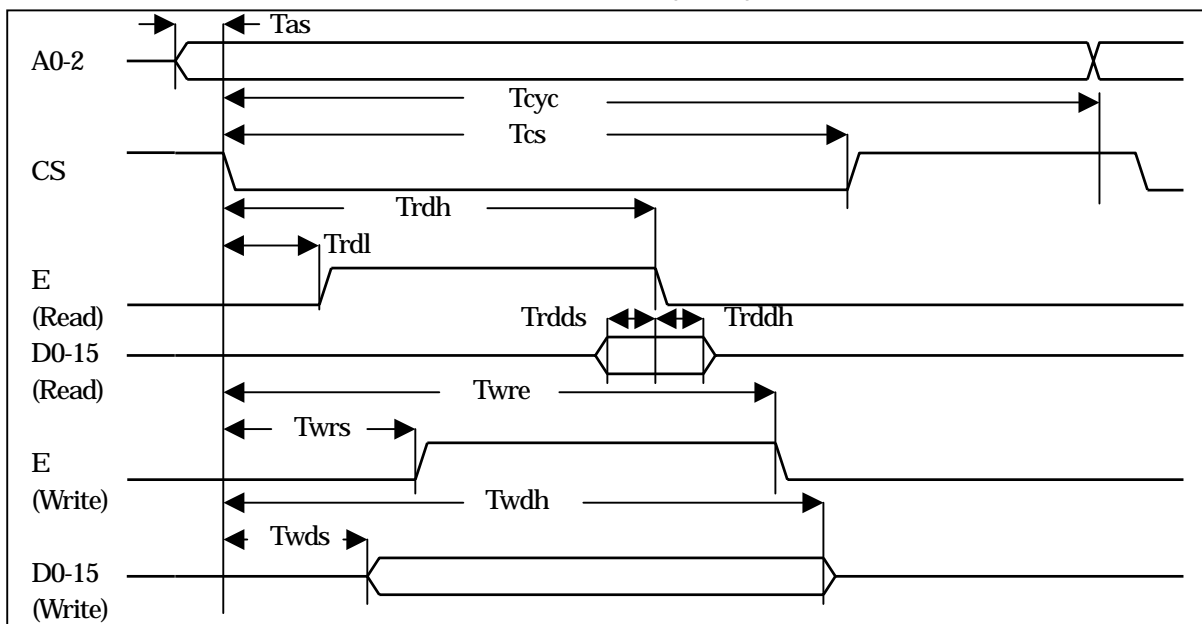 Tas
A0-2
Tcyc
Tcs
CS
Trdh
Trdl
E
(Read)
Trdds
Trddh
D0-15
(Read)
Twre
Twrs
E
(Write)
Twdh
Twds
D0-15
(Write)